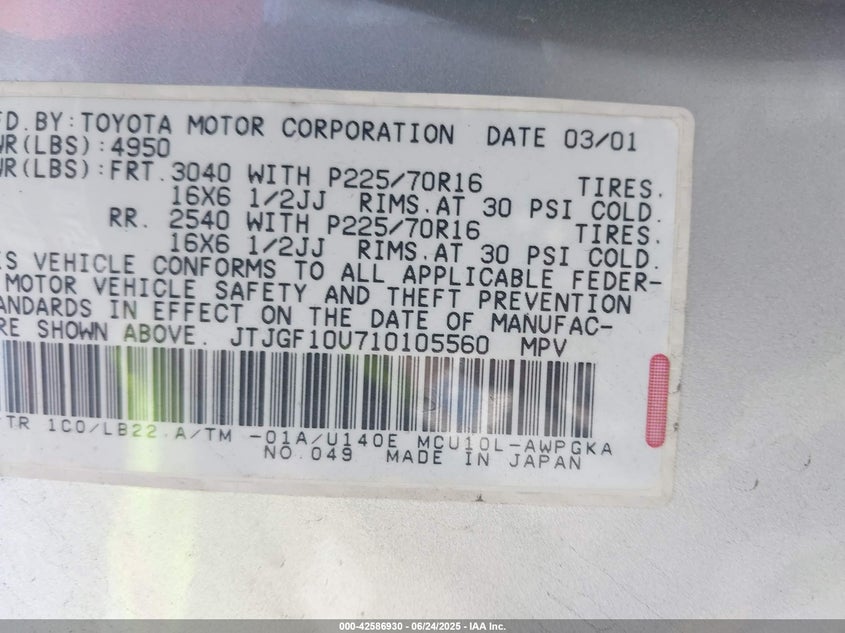 FD. BY: TOYOTA MOTOR CORPORATION DATE 03/01
WR(LBS): 4950
WR(LBS): FRT. 3040 WITH P225/70R16 TIRES.
16X6 1/2JJ RIMS. AT 30 PSI COLD.
RR. 2540 WITH P225/70R16 TIRES.
16X6 1/2JJ RIMS. AT 30 PSI COLD.
IS VEHICLE CONFORMS TO ALL APPLICABLE FEDER-
MOTOR VEHICLE SAFETY AND THEFT PREVENTION
ANDARDS IN EFFECT ON THE DATE OF MANUFAC-
RE SHOWN ABOVE. JTJGF10U710105560 MPV
TR 1C0/LB22 A/TM -01A/U140E MCU10L-AWPGKA
NO. 049 MADE IN JAPAN
000-42586930 - 06/24/2025 - IAA Inc.